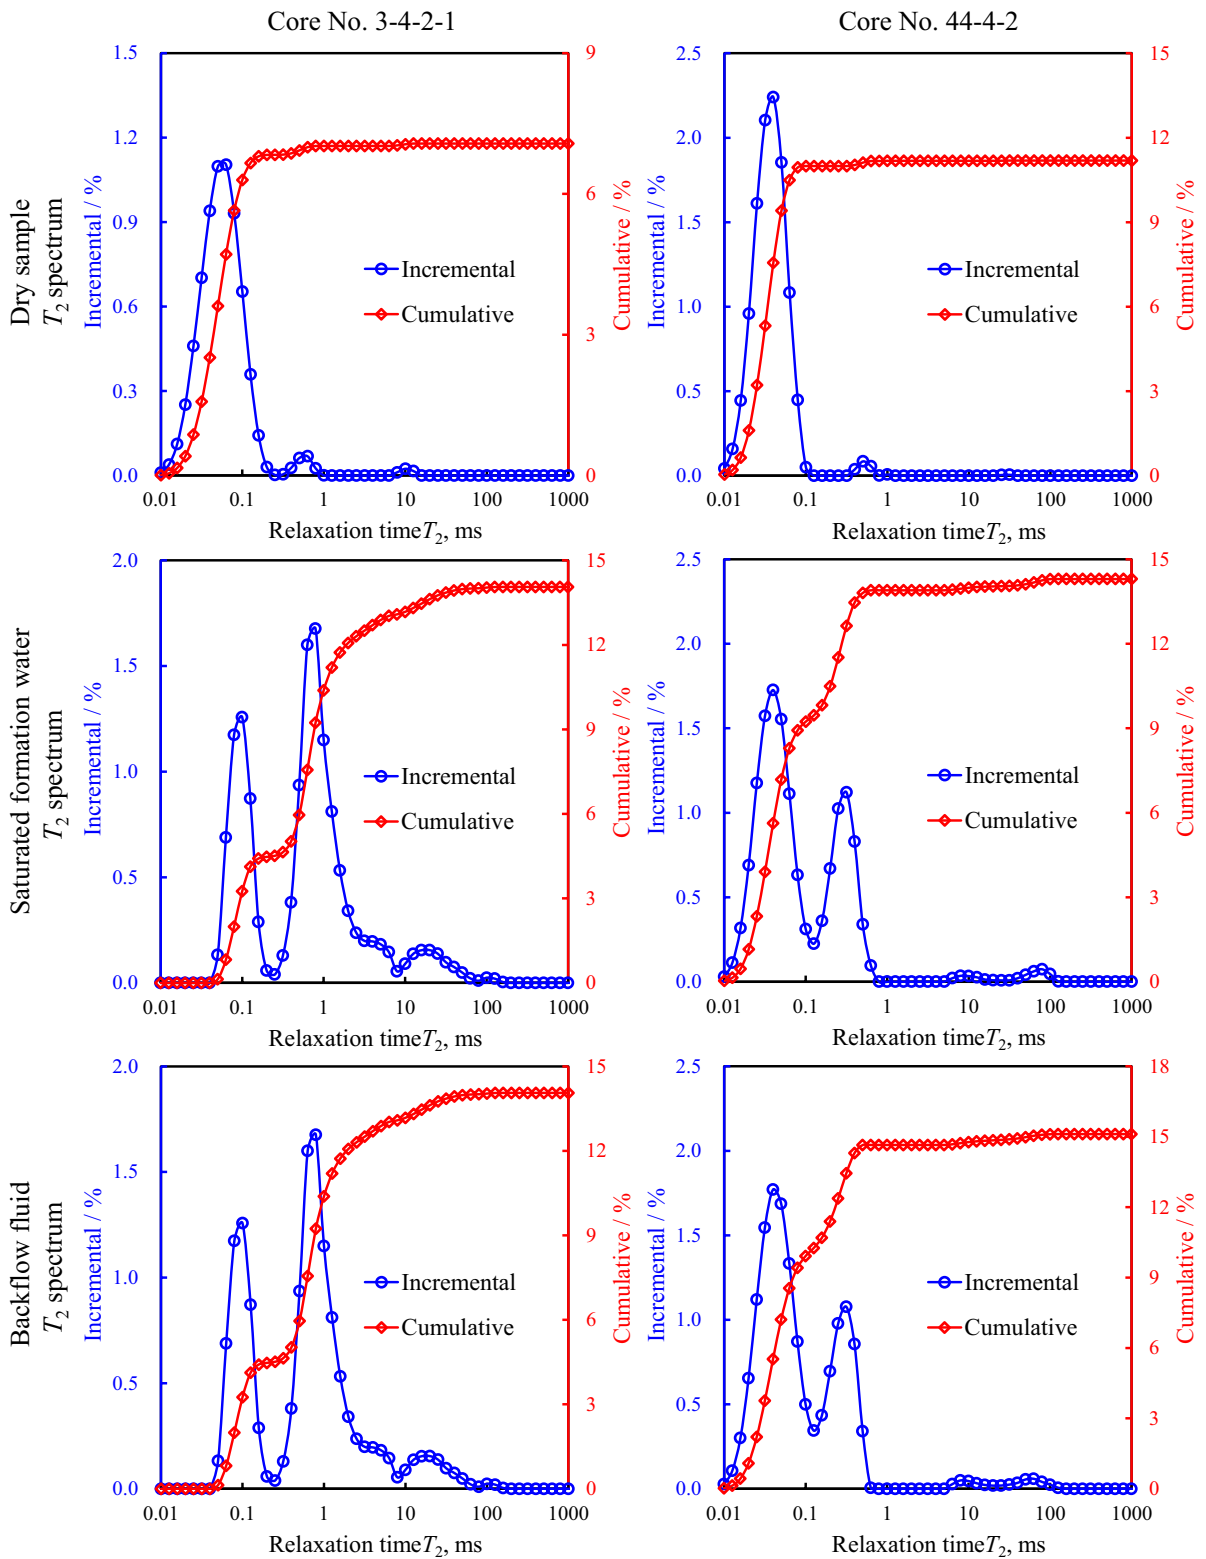 Core No. 3-4-2-1
Core No. 44-4-2
Dry sample
T2 spectrum
Incremental / %
1.5
1.2
0.9
0.6
0.3
0.0
9
6
3
0
Cumulative / %
Incremental
Cumulative
0.01 0.1 1 10 100 1000
Relaxation timeT2, ms
Incremental / %
2.5
2.0
1.5
1.0
0.5
0.0
15
12
9
6
3
0
Cumulative / %
Incremental
Cumulative
0.01 0.1 1 10 100 1000
Relaxation timeT2, ms
Saturated formation water
T2 spectrum
Incremental / %
2.0
1.5
1.0
0.5
0.0
15
12
9
6
3
0
Cumulative / %
Incremental
Cumulative
0.01 0.1 1 10 100 1000
Relaxation timeT2, ms
Incremental / %
2.5
2.0
1.5
1.0
0.5
0.0
15
12
9
6
3
0
Cumulative / %
Incremental
Cumulative
0.01 0.1 1 10 100 1000
Relaxation timeT2, ms
Backflow fluid
T2 spectrum
Incremental / %
2.0
1.5
1.0
0.5
0.0
15
12
9
6
3
0
Cumulative / %
Incremental
Cumulative
0.01 0.1 1 10 100 1000
Relaxation timeT2, ms
Incremental / %
2.5
2.0
1.5
1.0
0.5
0.0
18
15
12
9
6
3
0
Cumulative / %
Incremental
Cumulative
0.01 0.1 1 10 100 1000
Relaxation timeT2, ms